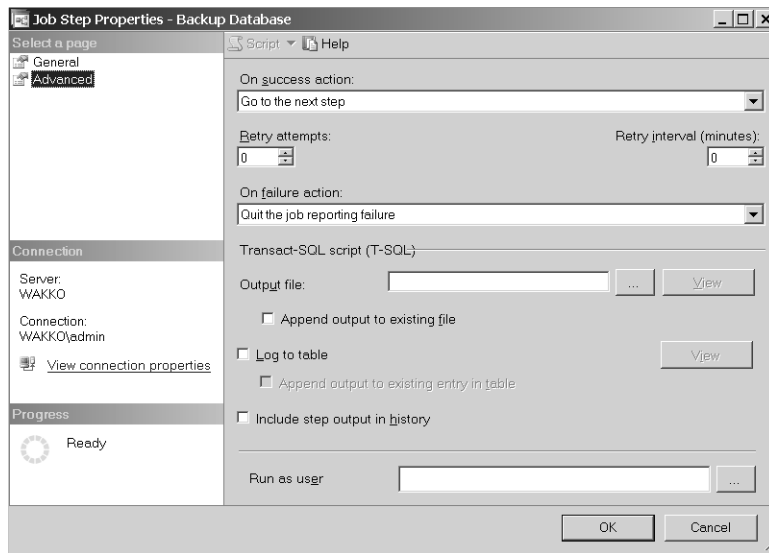 Job Step Properties - Backup Database
Select a page
General
Advanced
Connection
Server:
WAKKO
Connection:
WAKKO\admin
View connection properties
Progress
Ready
Script
Help
On success action:
Go to the next step
Retry attempts:
Retry interval (minutes):
0
0
On failure action:
Quit the job reporting failure
Transact-SQL script (T-SQL)
Output file:
...
View
Append output to existing file
Log to table
View
Append output to existing entry in table
Include step output in history
Run as user
...
OK
Cancel